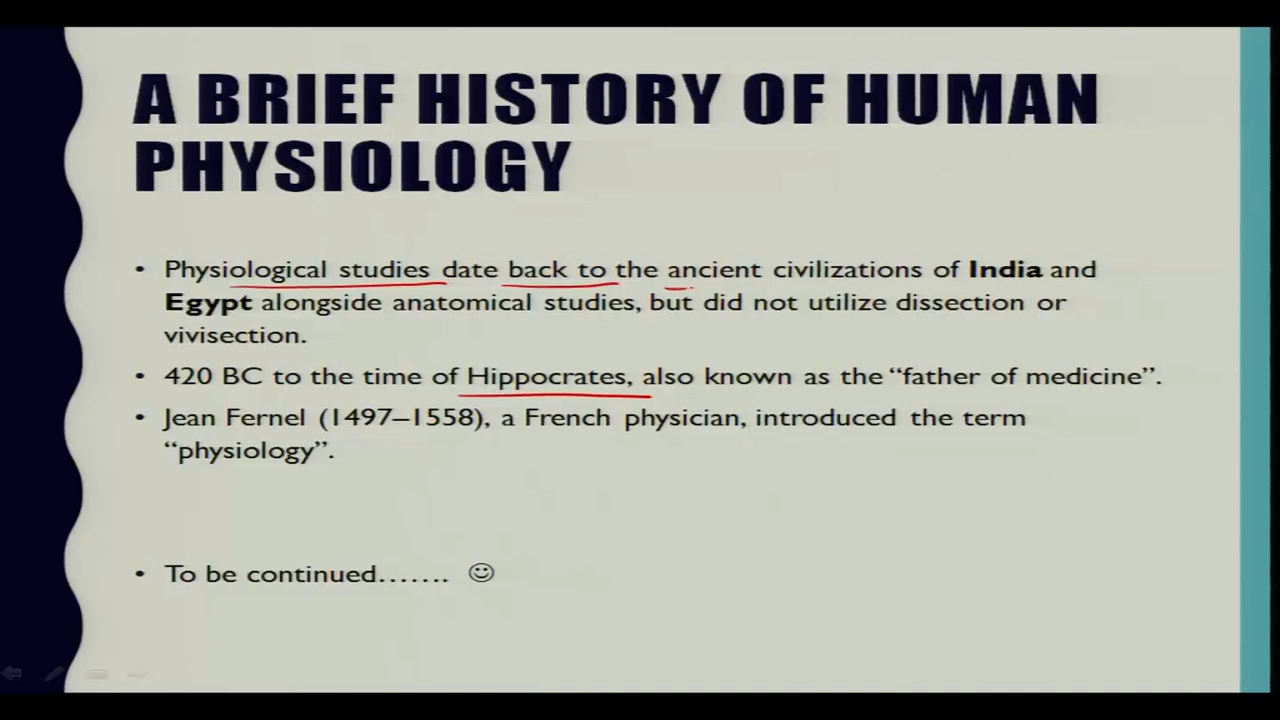 A BRIEF HISTORY OF HUMAN
PHYSIOLOGY
• Physiological studies date back to the ancient civilizations of India and
Egypt alongside anatomical studies, but did not utilize dissection or
vivisection.
• 420 BC to the time of Hippocrates, also known as the “father of medicine”.
• Jean Fernel (1497–1558), a French physician, introduced the term
“physiology”.
• To be continued……. ☺